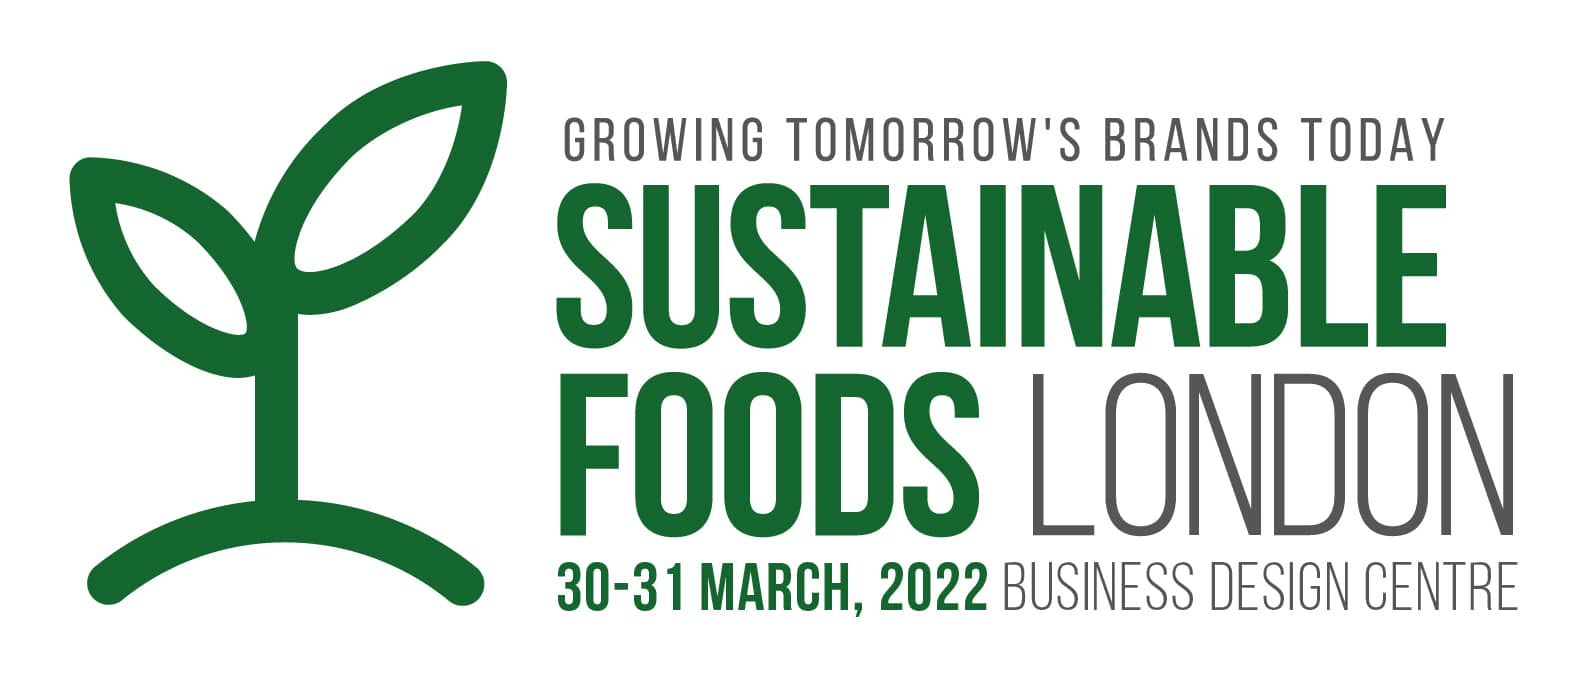 GROWING TOMORROW'S BRANDS TODAY
SUSTAINABLE
FOODS LONDON
30-31 MARCH, 2022 BUSINESS DESIGN CENTRE